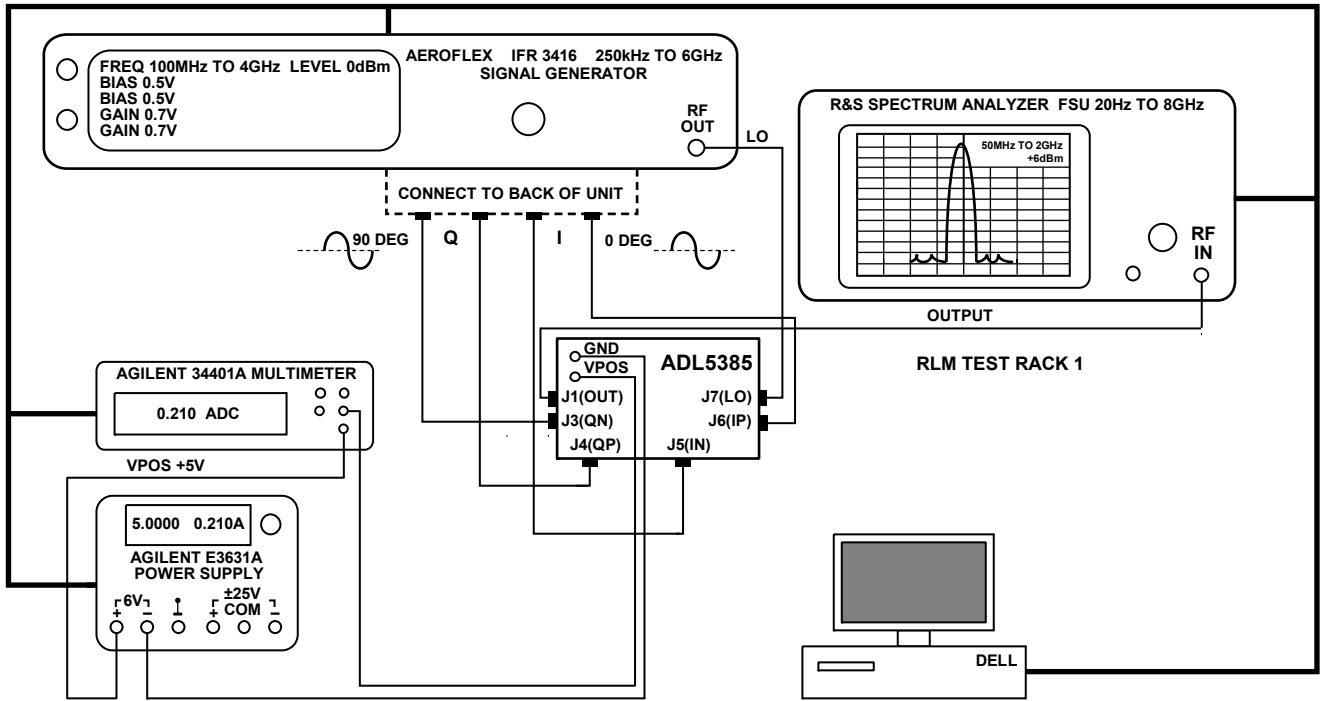 AEROFLEX IFR 3416 250kHz TO 6GHz
SIGNAL GENERATOR
FREQ 100MHz TO 4GHz LEVEL 0dBm
BIAS 0.5V
BIAS 0.5V
GAIN 0.7V
GAIN 0.7V
RF
OUT
LO
CONNECT TO BACK OF UNIT
90 DEG
Q
I
0 DEG
R&S SPECTRUM ANALYZER FSU 20Hz TO 8GHz
50MHz TO 2GHz
+6dBm
RF
IN
OUTPUT
RLM TEST RACK 1
GND
VPOS
ADL5385
J1(OUT)
J7(LO)
J3(QN)
J6(IP)
J4(QP)
J5(IN)
AGILENT 34401A MULTIMETER
0.210 ADC
VPOS +5V
5.0000 0.210A
AGILENT E3631A
POWER SUPPLY
6V
+ –
±25V
COM
+ –
DELL